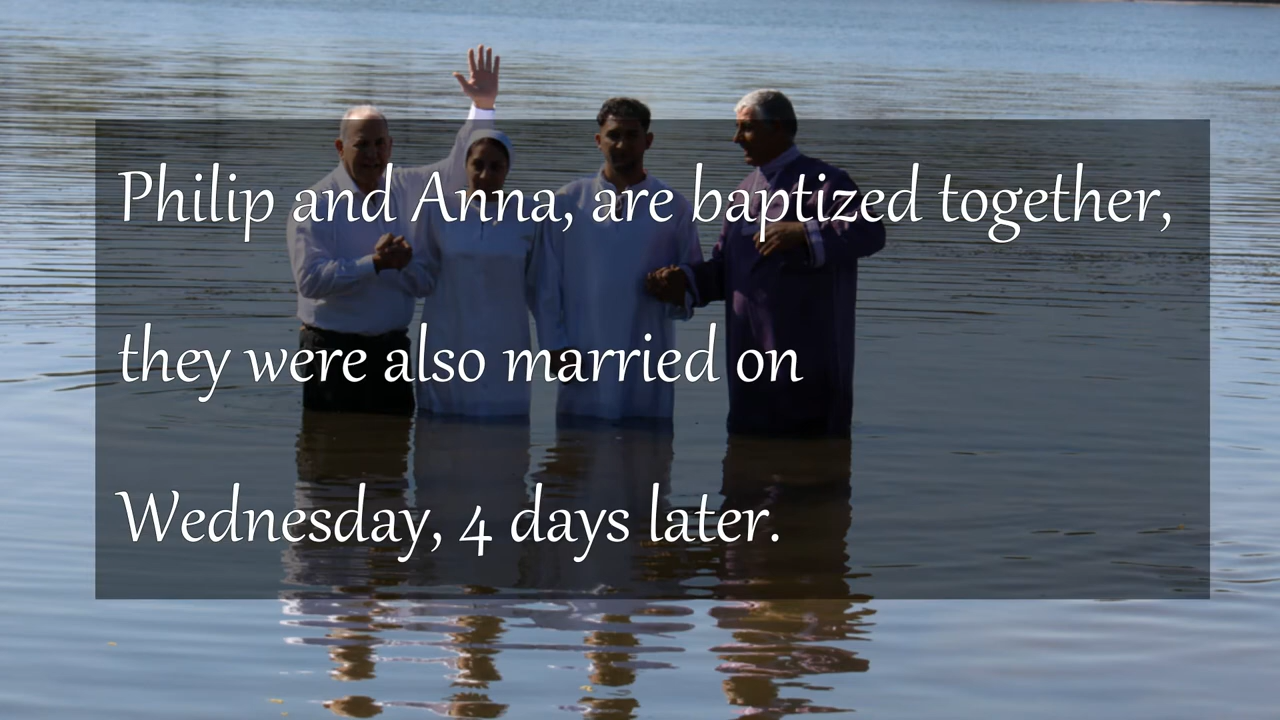 Philip and Anna, are baptized together,
they were also married on
Wednesday, 4 days later.